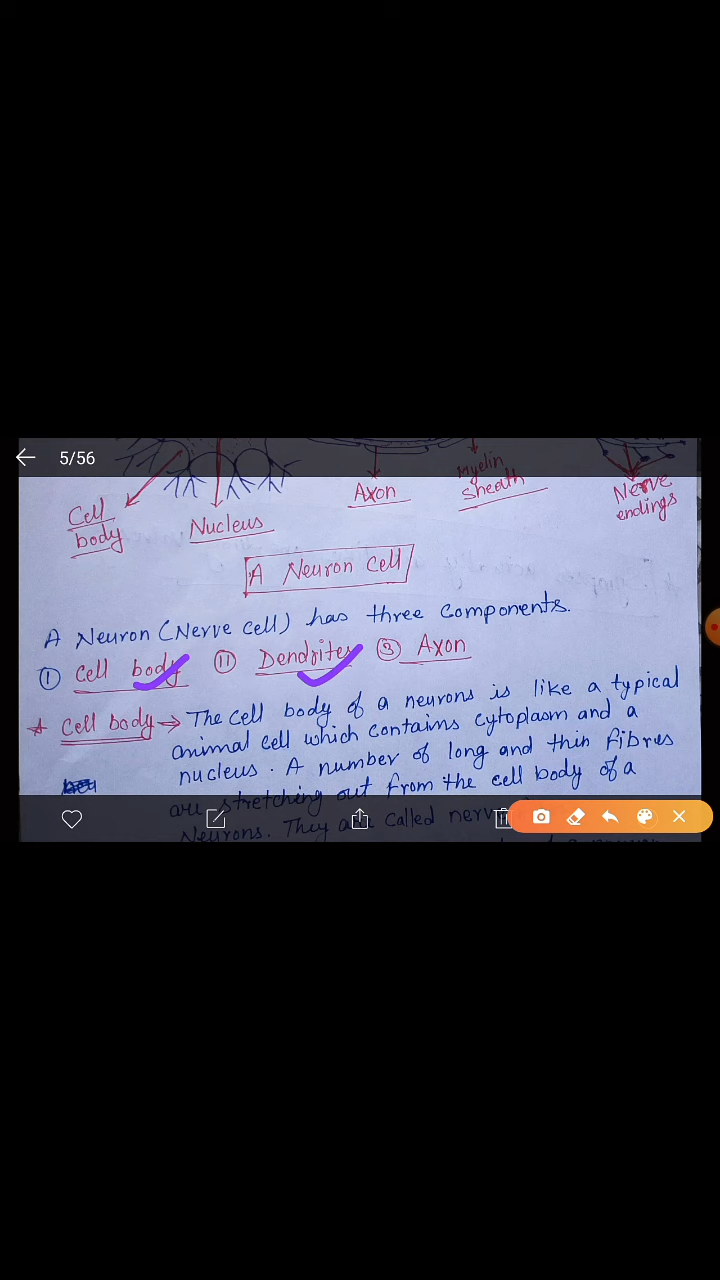 5/56
Cell body
Nucleus
Axon
Myelin sheath
Nerve endings
A Neuron Cell
A Neuron (Nerve cell) has three components.
① Cell body ⑪ Dendrites ③ Axon
Cell body → The cell body of a neurons is like a typical
animal cell which contains cytoplasm and a
nucleus. A number of long and thin fibres
are stretching out from the cell body of a
Neurons. They are called